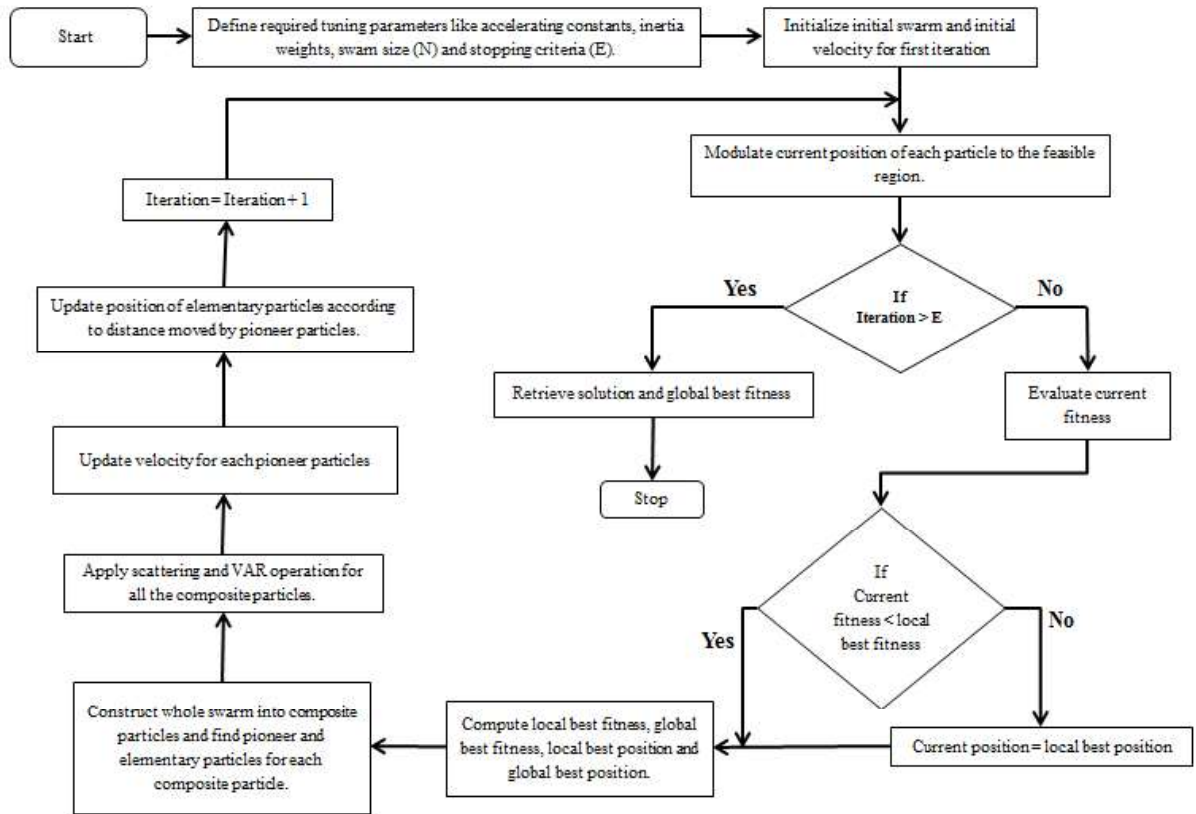 Start
Define required tuning parameters like accelerating constants, inertia
weights, swam size (N) and stopping criteria (E).
Initialize initial swarm and initial
velocity for first iteration
Modulate current position of each particle to the feasible
region.
Iteration = Iteration + 1
Update position of elementary particles according
to distance moved by pioneer particles.
Yes
If
Iteration > E
No
Retrieve solution and global best fitness
Evaluate current
fitness
Update velocity for each pioneer particles
Stop
Apply scattering and VAR operation for
all the composite particles.
If
Current
fitness < local
best fitness
Yes
No
Construct whole swarm into composite
particles and find pioneer and
elementary particles for each
composite particle.
Compute local best fitness, global
best fitness, local best position and
global best position.
Current position = local best position